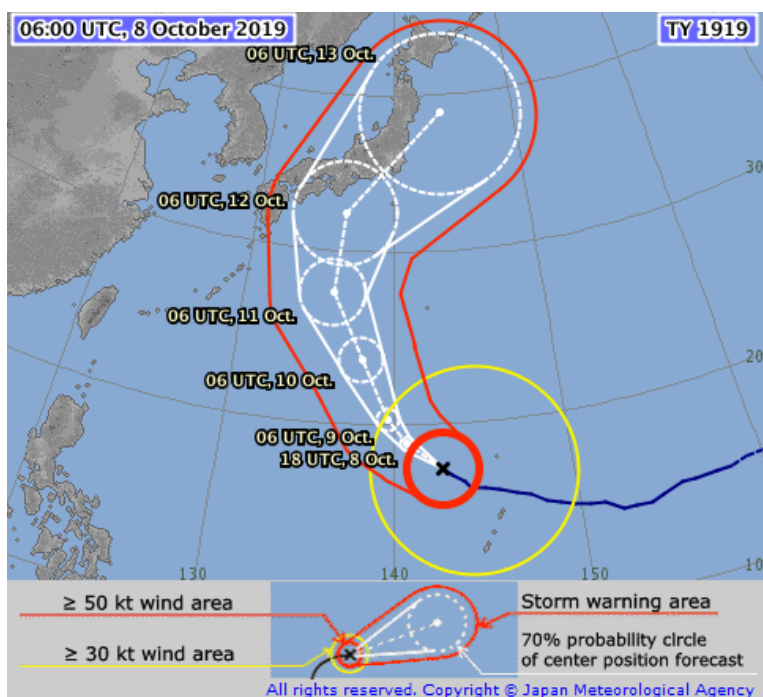 06:00 UTC, 8 October 2019
TY 1919
06 UTC, 13 Oct.
30
06 UTC, 12 Oct.
06 UTC, 11 Oct.
20
06 UTC, 10 Oct.
06 UTC, 9 Oct.
18 UTC, 8 Oct.
130
140
150
10
≥ 50 kt wind area
Storm warning area
≥ 30 kt wind area
70% probability circle
of center position forecast
All rights reserved. Copyright © Japan Meteorological Agency